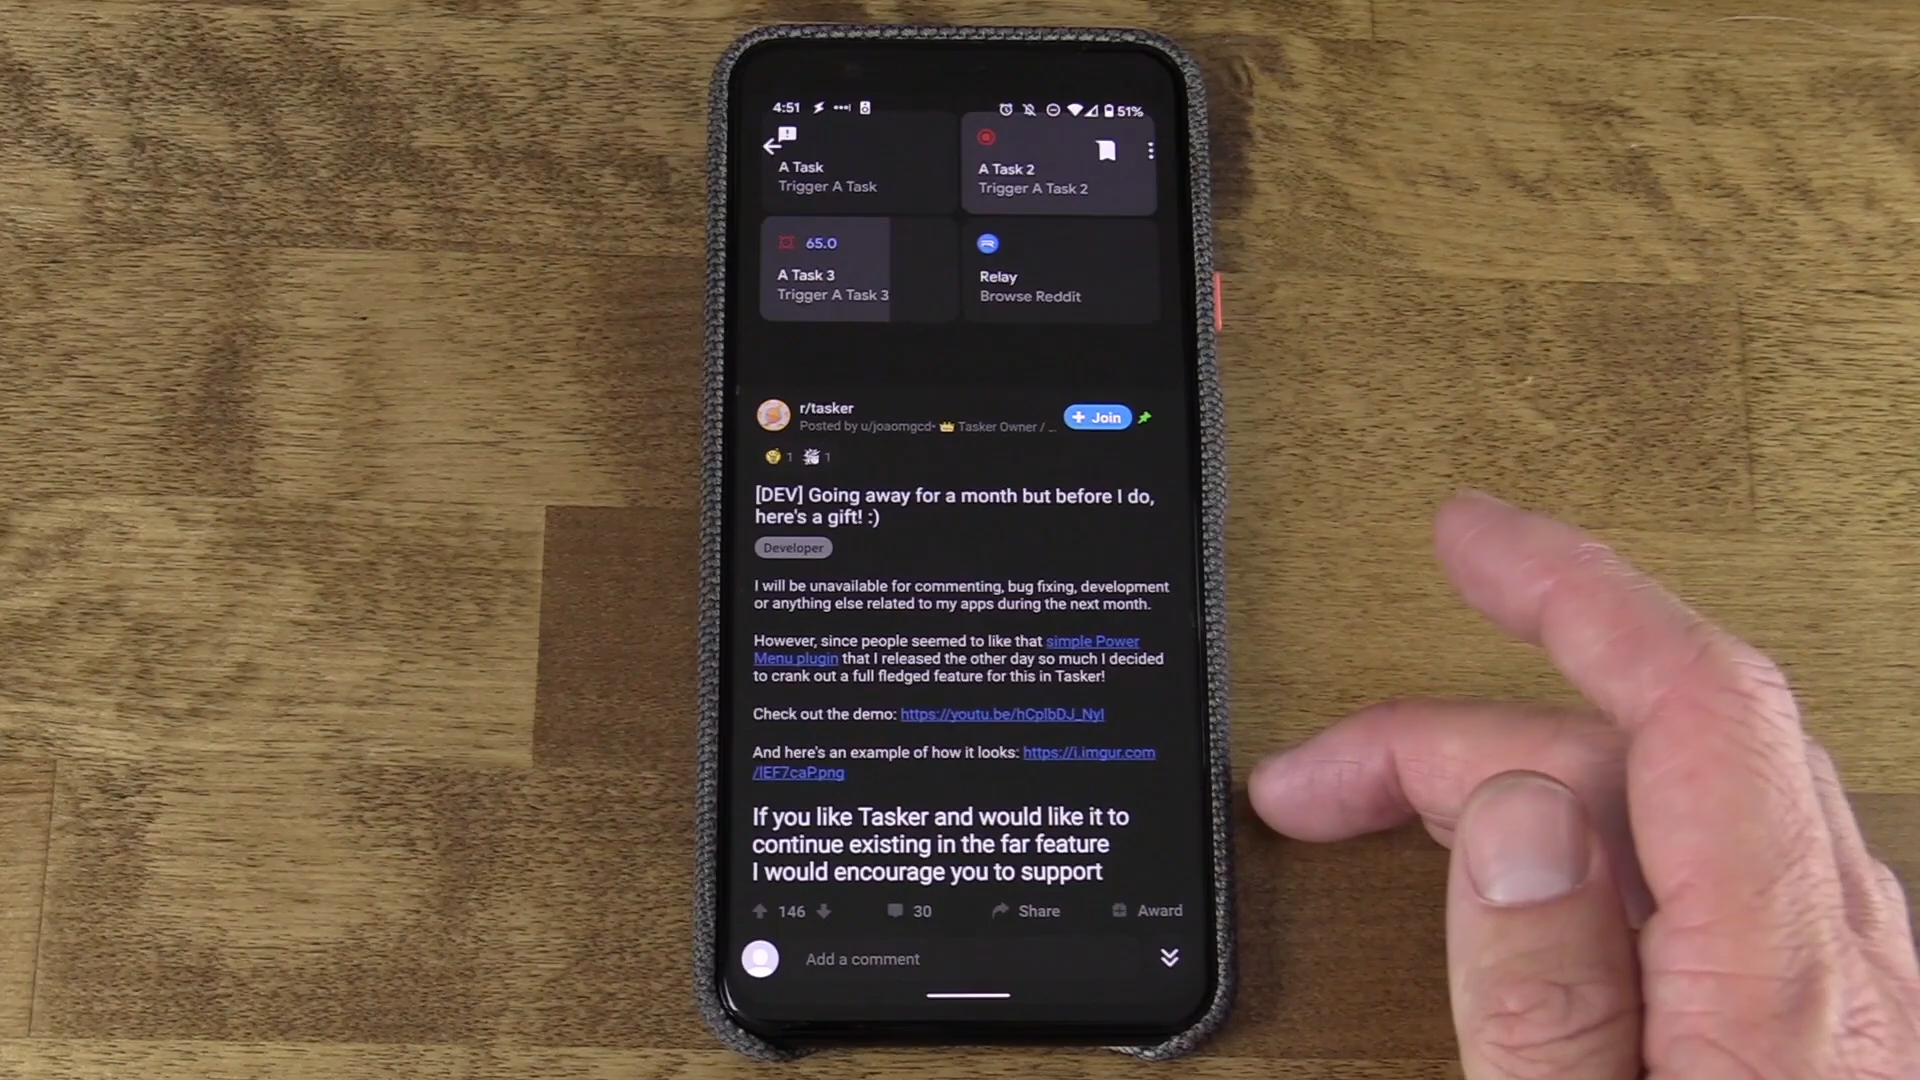 4:51
51%
A Task
Trigger A Task
A Task 2
Trigger A Task 2
65.0
A Task 3
Trigger A Task 3
Relay
Browse Reddit
r/tasker
Posted by u/joaomgcd• Tasker Owner / ...
+ Join
1 1
[DEV] Going away for a month but before I do,
here's a gift! :)
Developer
I will be unavailable for commenting, bug fixing, development
or anything else related to my apps during the next month.
However, since people seemed to like that simple Power
Menu plugin that I released the other day so much I decided
to crank out a full fledged feature for this in Tasker!
Check out the demo: https://youtu.be/hCplbDJ_NyI
And here's an example of how it looks: https://i.imgur.com
/lEF7caP.png
If you like Tasker and would like it to
continue existing in the far feature
I would encourage you to support
146
30
Share
Award
Add a comment